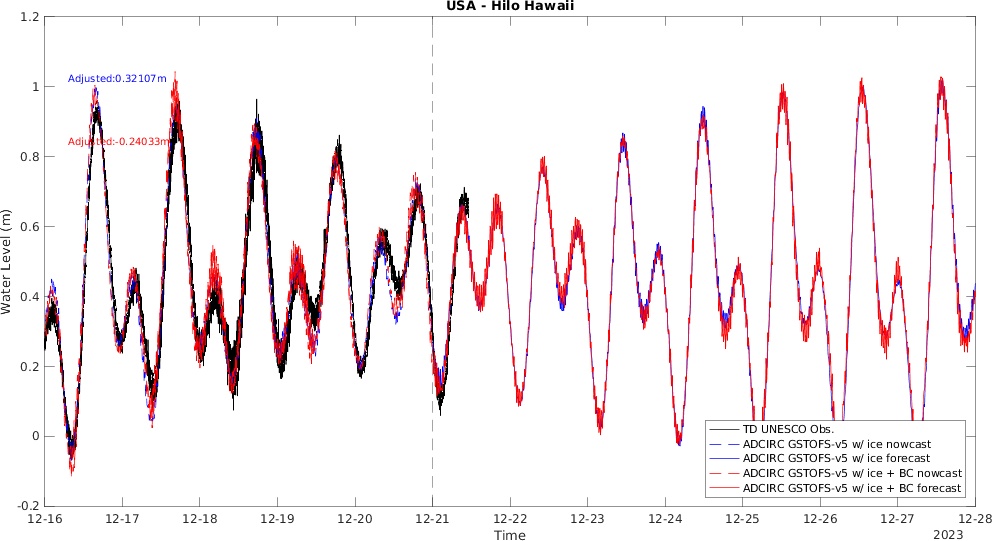 USA - Hilo Hawaii
1.2
1
0.8
0.6
0.4
0.2
0
-0.2
Water Level (m)
Adjusted:0.32107m
Adjusted:-0.24033m
TD UNESCO Obs.
ADCIRC GSTOFS-v5 w/ ice nowcast
ADCIRC GSTOFS-v5 w/ ice forecast
ADCIRC GSTOFS-v5 w/ ice + BC nowcast
ADCIRC GSTOFS-v5 w/ ice + BC forecast
12-16 12-17 12-18 12-19 12-20 12-21 12-22 12-23 12-24 12-25 12-26 12-27 12-28
Time
2023